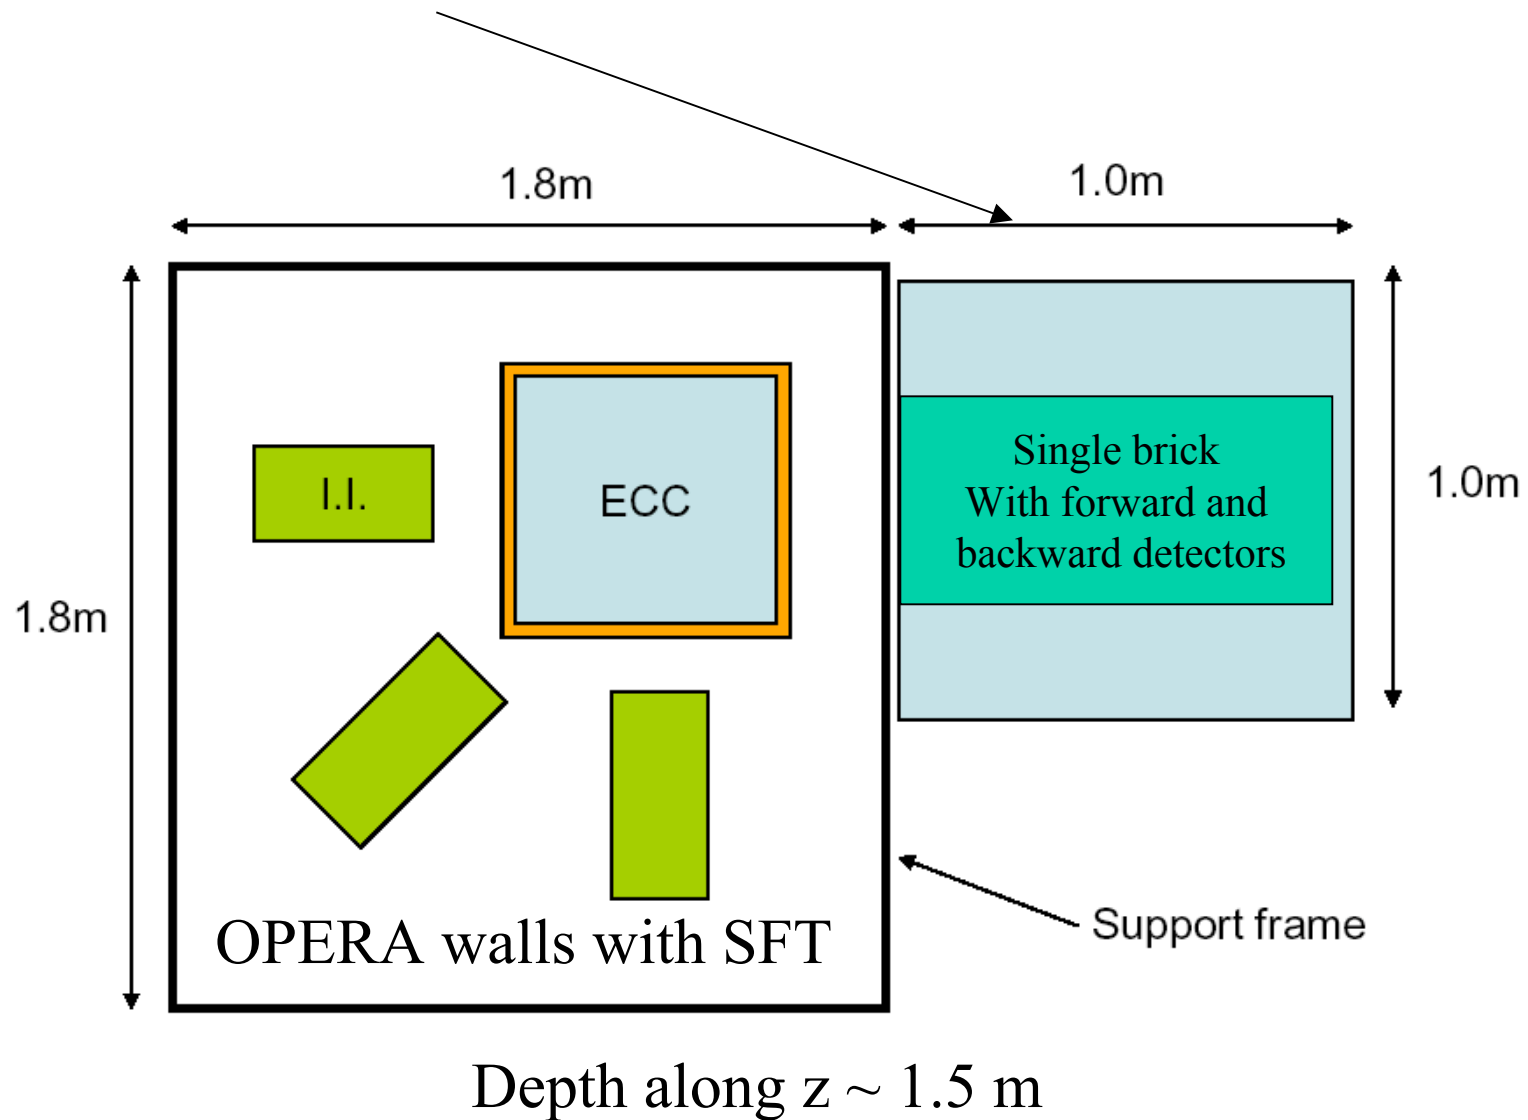 1.8m
1.0m
I.I.
ECC
Single brick
With forward and
backward detectors
1.0m
1.8m
OPERA walls with SFT
Support frame
Depth along z ~ 1.5 m